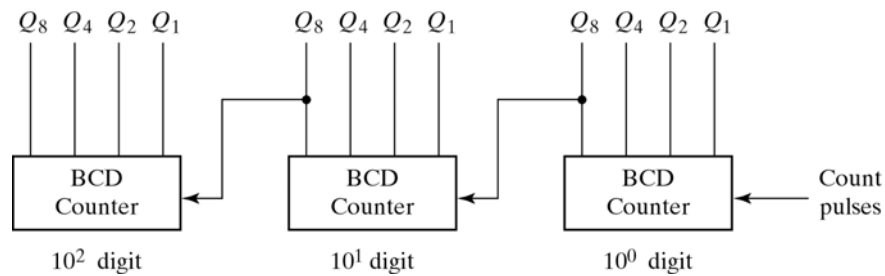 Q₈ Q₄ Q₂ Q₁ Q₈ Q₄ Q₂ Q₁ Q₈ Q₄ Q₂ Q₁
BCD Counter
BCD Counter
BCD Counter
Count pulses
10² digit 10¹ digit 10⁰ digit